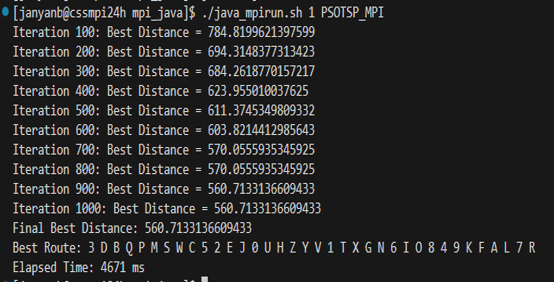 [janyanb@cssmpi24h mpi_java]$ ./java_mpirun.sh 1 PSOTSP_MPI
Iteration 100: Best Distance = 784.8199621397599
Iteration 200: Best Distance = 694.3148377313423
Iteration 300: Best Distance = 684.2618770157217
Iteration 400: Best Distance = 623.955010037625
Iteration 500: Best Distance = 611.3745349809332
Iteration 600: Best Distance = 603.8214412985643
Iteration 700: Best Distance = 570.0555935345925
Iteration 800: Best Distance = 570.0555935345925
Iteration 900: Best Distance = 560.7133136609433
Iteration 1000: Best Distance = 560.7133136609433
Final Best Distance: 560.7133136609433
Best Route: 3 D B Q P M S W C 5 2 E J 0 U H Z Y V 1 T X G N 6 I O 8 4 9 K F A L 7 R
Elapsed Time: 4671 ms